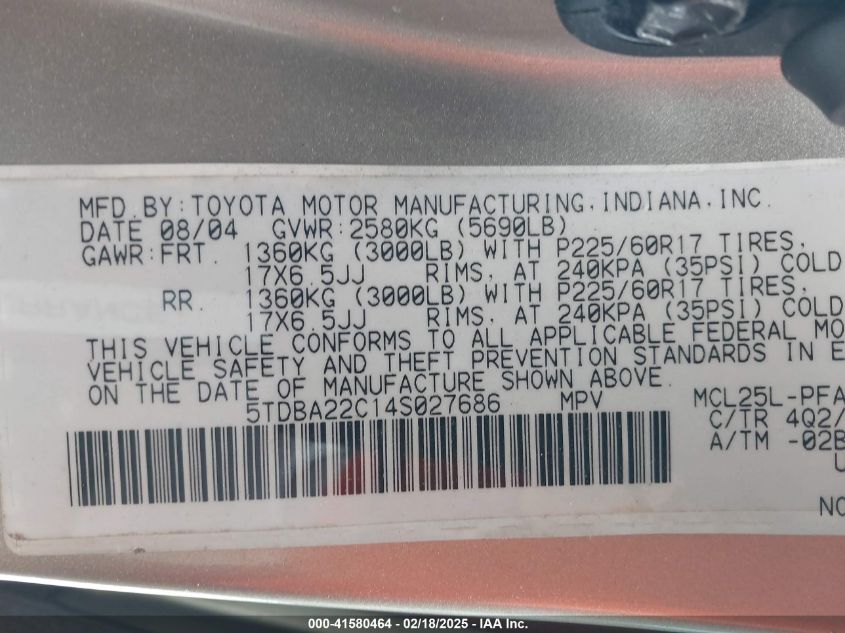 MFD. BY: TOYOTA MOTOR MANUFACTURING, INDIANA, INC.
DATE 08/04 GVWR: 2580KG (5690LB)
GAWR: FRT. 1360KG (3000LB) WITH P225/60R17 TIRES,
17X6.5JJ RIMS, AT 240KPA (35PSI) COLD
RR. 1360KG (3000LB) WITH P225/60R17 TIRES,
17X6.5JJ RIMS, AT 240KPA (35PSI) COLD
THIS VEHICLE CONFORMS TO ALL APPLICABLE FEDERAL MO
VEHICLE SAFETY AND THEFT PREVENTION STANDARDS IN E
ON THE DATE OF MANUFACTURE SHOWN ABOVE.
5TDBA22C14S027686 MPV MCL25L-PFA
C/TR 4Q2/
A/TM -02B
U
NO
000-41580464 / 02/18/2025 - IAA Inc.